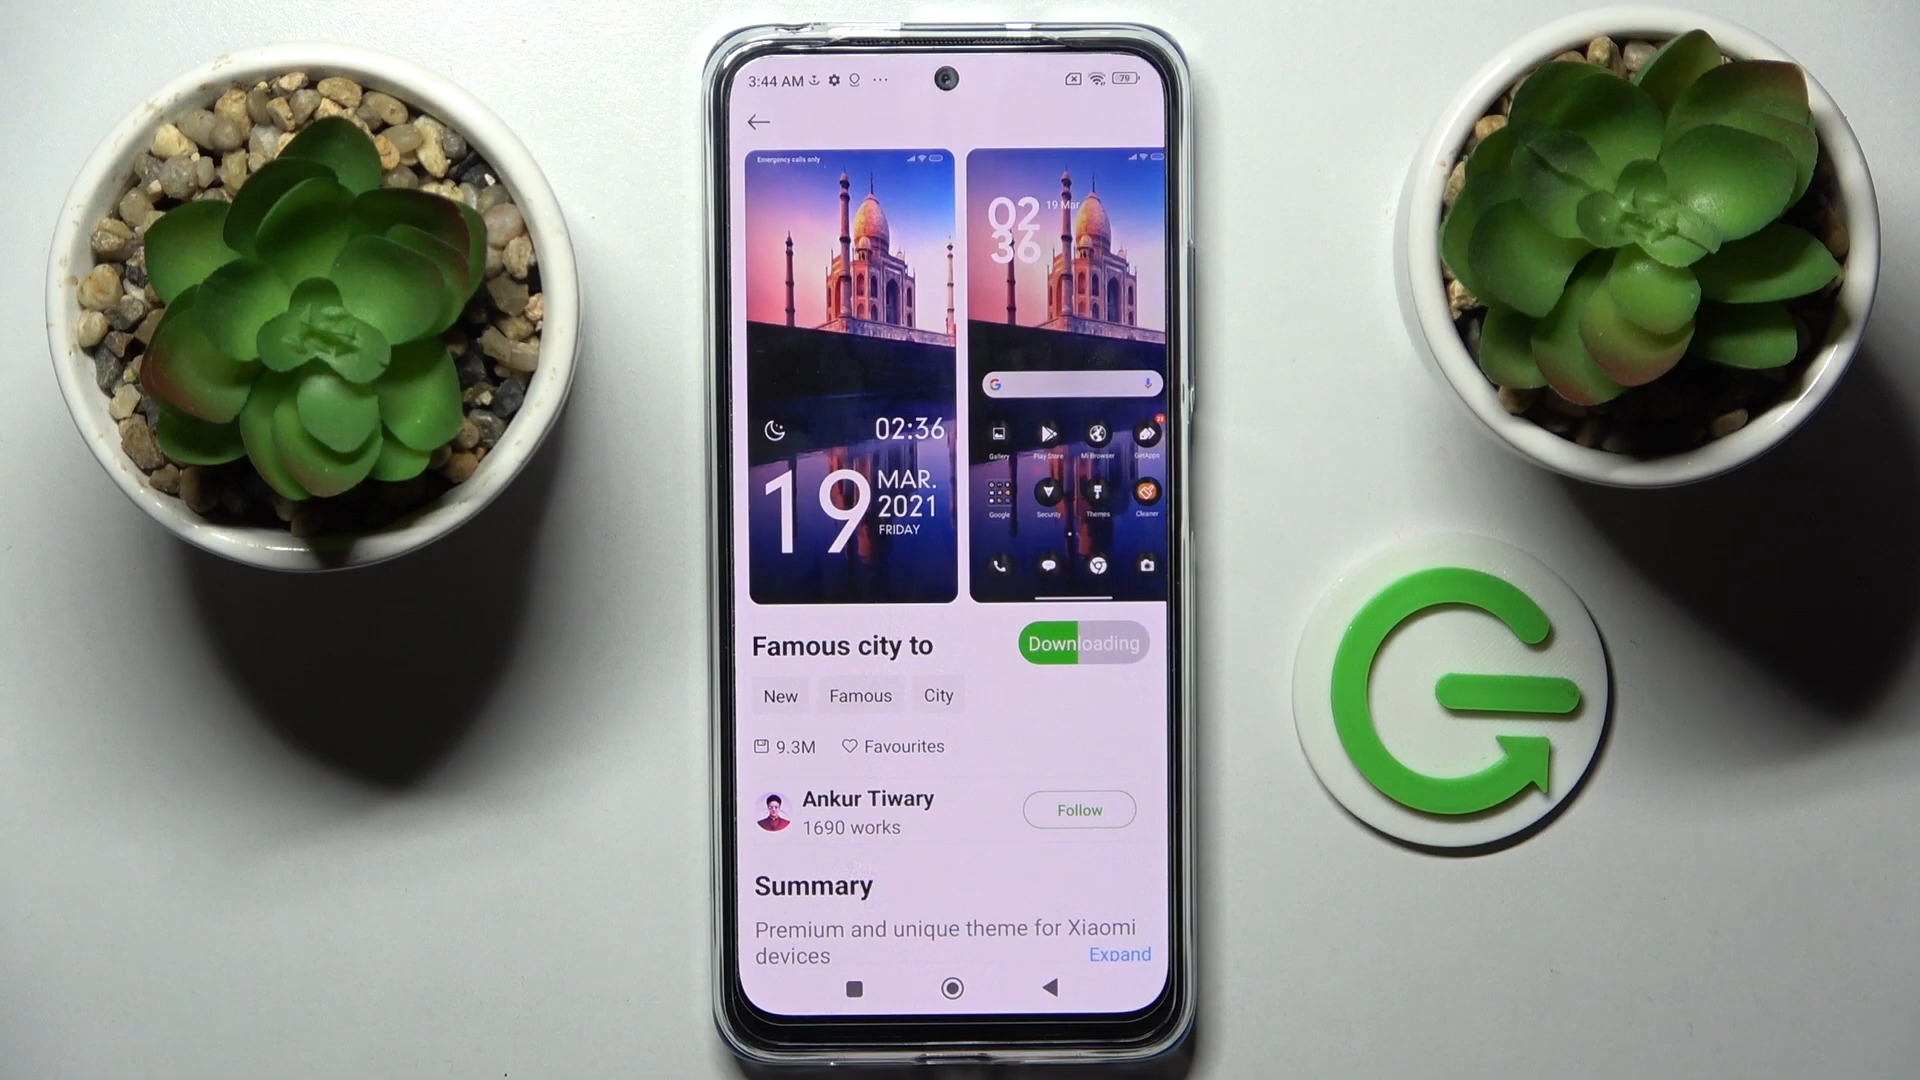 3:44 AM
79
Emergency calls only
02:36
19
MAR.
2021
FRIDAY
02
36
19 Mar
Gallery
Play Store
Mi Browser
GetApps
Google
Security
Themes
Cleaner
Famous city to
Downloading
New
Famous
City
9.3M
Favourites
Ankur Tiwary
1690 works
Follow
Summary
Premium and unique theme for Xiaomi
devices
Expand